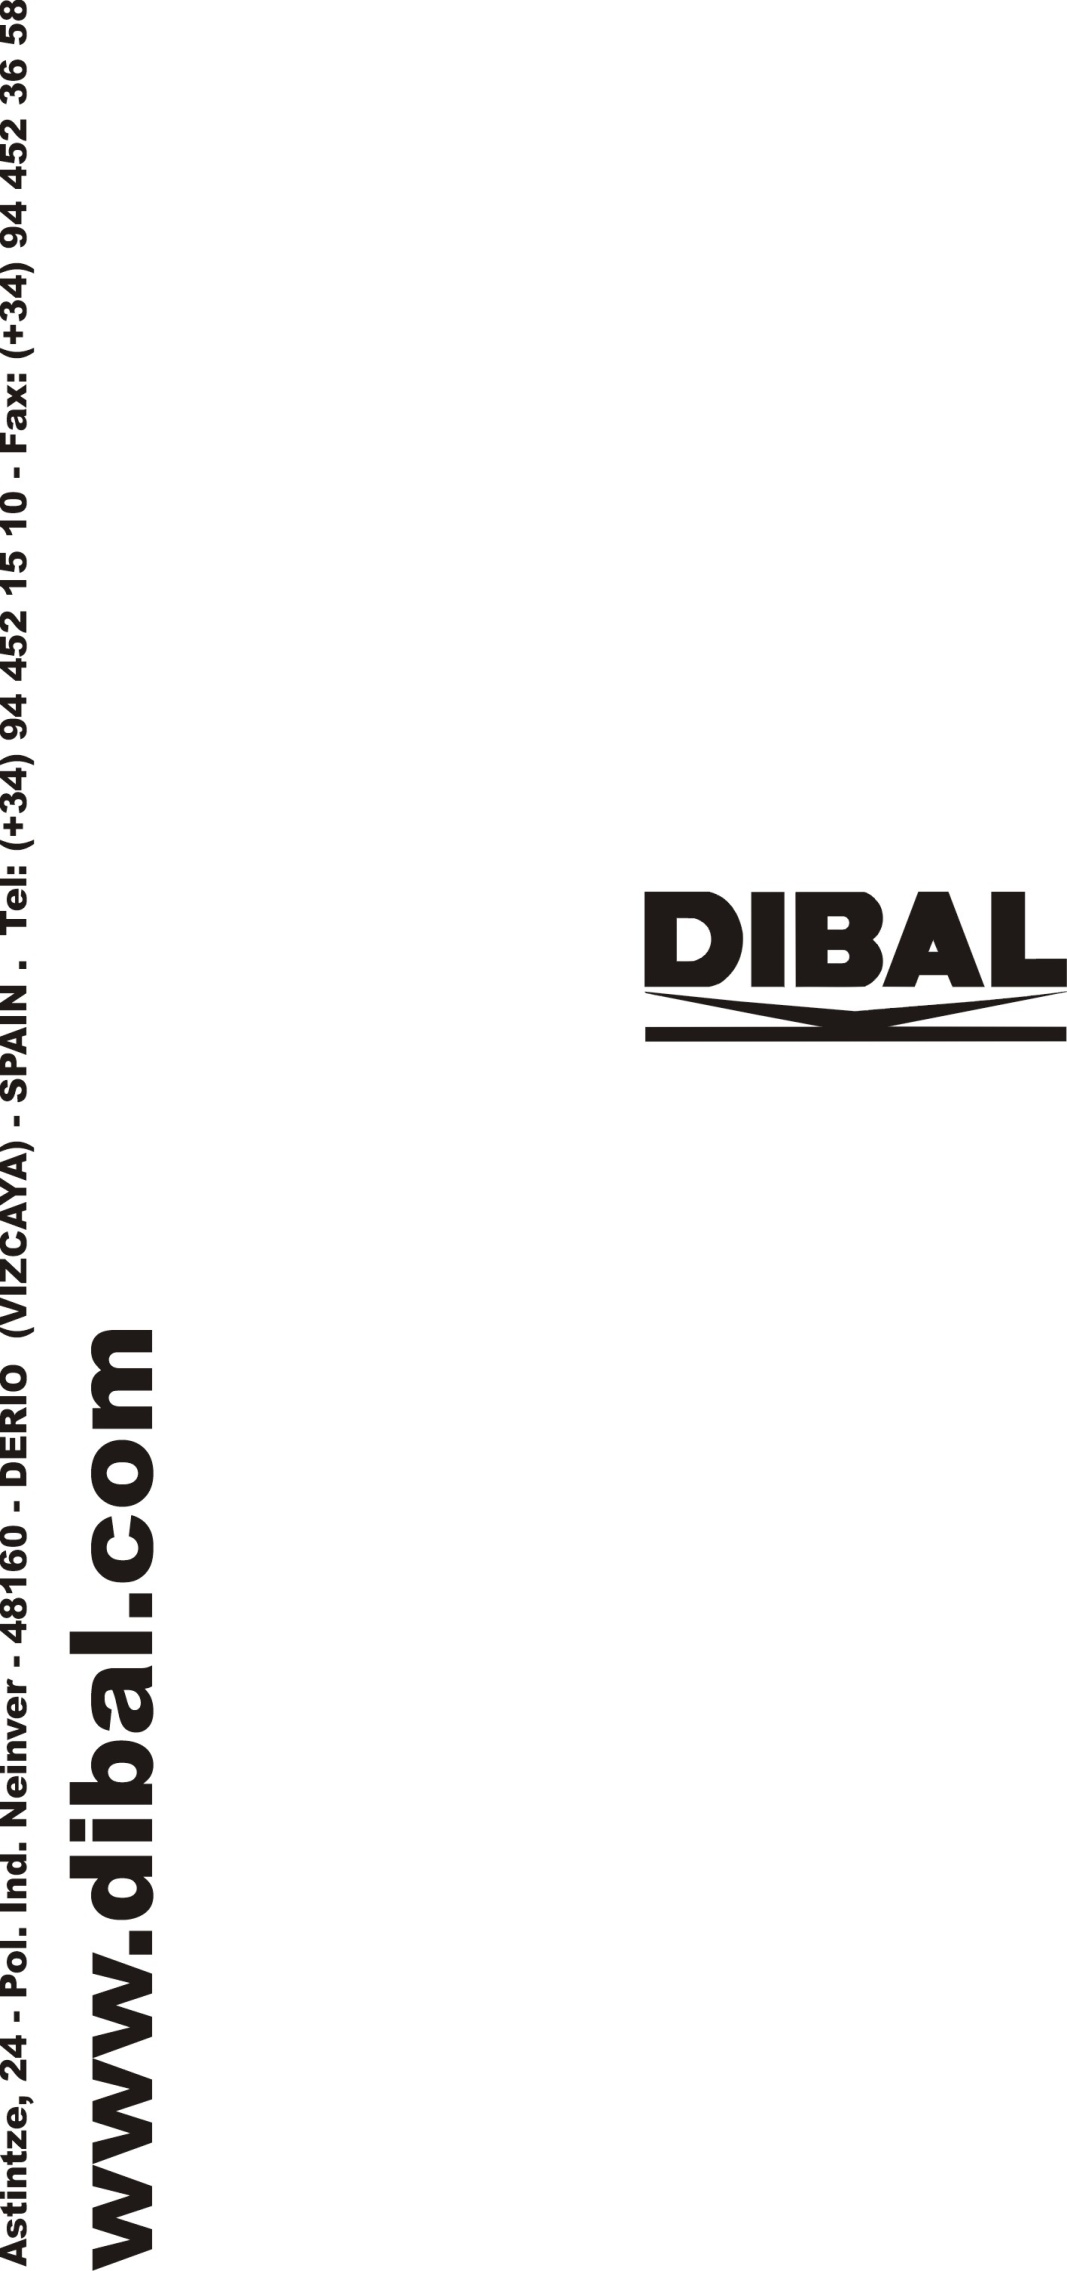 DIBAL
Astintze, 24 - Pol. Ind. Neinver - 48160 - DERIO (VIZCAYA) - SPAIN . Tel: (+34) 94 452 15 10 - Fax: (+34) 94 452 36 58
www.dibal.com